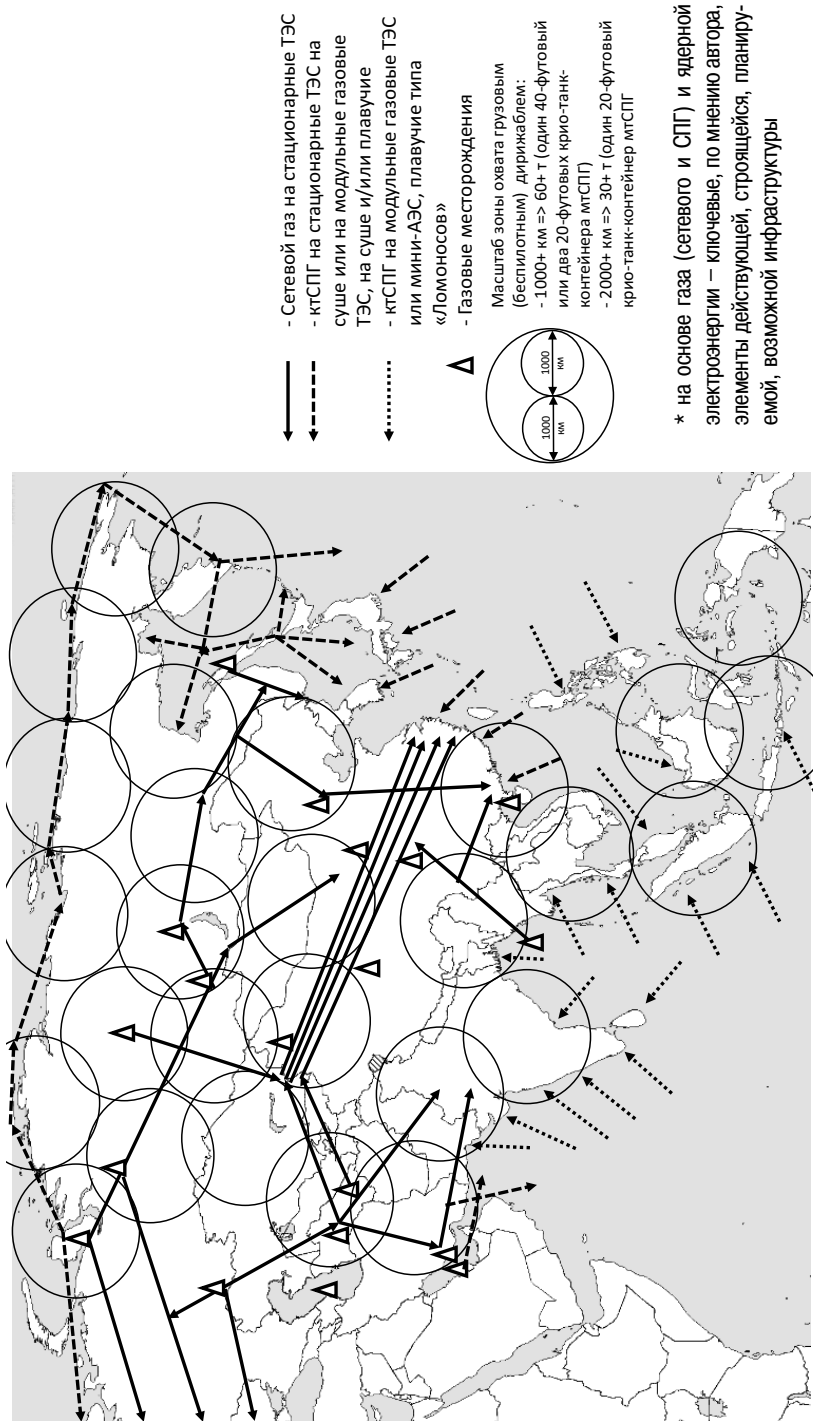 - Сетевой газ на стационарные ТЭС
- ктСПГ на стационарные ТЭС на
суше или на модульные газовые
ТЭС, на суше и/или плавучие
- ктСПГ на модульные газовые ТЭС
или мини-АЭС, плавучие типа
«Ломоносов»
- Газовые месторождения
Масштаб зоны охвата грузовым
(беспилотным) дирижаблем:
- 1000+ км => 60+ т (один 40-футовый
или два 20-футовых крио-танк-
контейнера мтСПГ)
- 2000+ км => 30+ т (один 20-футовый
крио-танк-контейнер мтСПГ
1000
км
1000
км
* на основе газа (сетевого и СПГ) и ядерной
электроэнергии – ключевые, по мнению автора,
элементы действующей, строящейся, планиру-
емой, возможной инфраструктуры